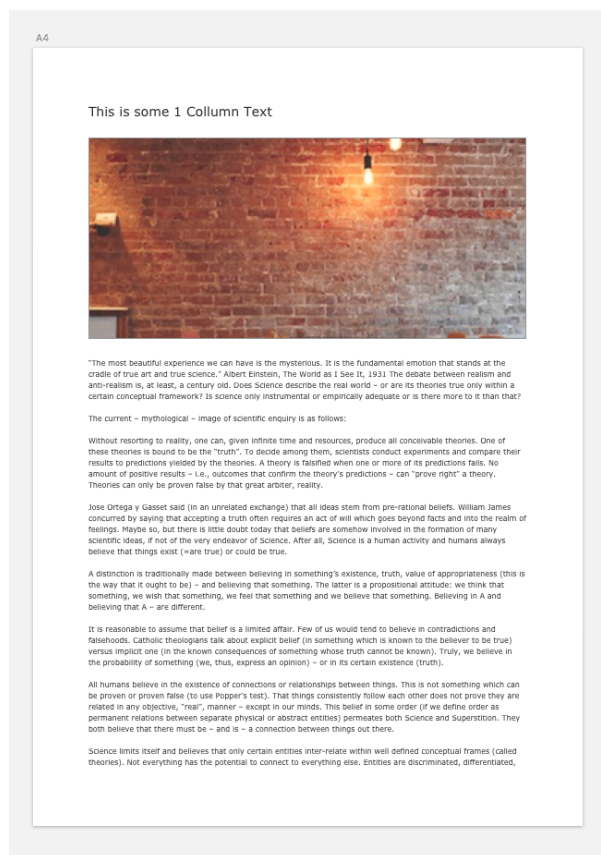 A4
This is some 1 Collumn Text
"The most beautiful experience we can have is the mysterious. It is the fundamental emotion that stands at the
cradle of true art and true science." Albert Einstein, The World as I See It, 1931 The debate between realism and
anti-realism is, at least, a century old. Does Science describe the real world – or are its theories true only within a
certain conceptual framework? Is science only instrumental or empirically adequate or is there more to it than that?
The current – mythological – image of scientific enquiry is as follows:
Without resorting to reality, one can, given infinite time and resources, produce all conceivable theories. One of
these theories is bound to be the "truth". To decide among them, scientists conduct experiments and compare their
results to predictions yielded by the theories. A theory is falsified when one or more of its predictions fails. No
amount of positive results – i.e., outcomes that confirm the theory's predictions – can "prove right" a theory.
Theories can only be proven false by that great arbiter, reality.
Jose Ortega y Gasset said (in an unrelated exchange) that all ideas stem from pre-rational beliefs. William James
concurred by saying that accepting a truth often requires an act of will which goes beyond facts and into the realm of
feelings. Maybe so, but there is little doubt today that beliefs are somehow involved in the formation of many
scientific ideas, if not of the very endeavor of Science. After all, Science is a human activity and humans always
believe that things exist (=are true) or could be true.
A distinction is traditionally made between believing in something's existence, truth, value of appropriateness (this is
the way that it ought to be) – and believing that something. The latter is a propositional attitude: we think that
something, we wish that something, we feel that something and we believe that something. Believing in A and
believing that A – are different.
It is reasonable to assume that belief is a limited affair. Few of us would tend to believe in contradictions and
falsehoods. Catholic theologians talk about explicit belief (in something which is known to the believer to be true)
versus implicit one (in the known consequences of something whose truth cannot be known). Truly, we believe in
the probability of something (we, thus, express an opinion) – or in its certain existence (truth).
All humans believe in the existence of connections or relationships between things. This is not something which can
be proven or proven false (to use Popper's test). That things consistently follow each other does not prove they are
related in any objective, "real", manner – except in our minds. This belief in some order (if we define order as
permanent relations between separate physical or abstract entities) permeates both Science and Superstition. They
both believe that there must be – and is – a connection between things out there.
Science limits itself and believes that only certain entities inter-relate within well defined conceptual frames (called
theories). Not everything has the potential to connect to everything else. Entities are discriminated, differentiated,